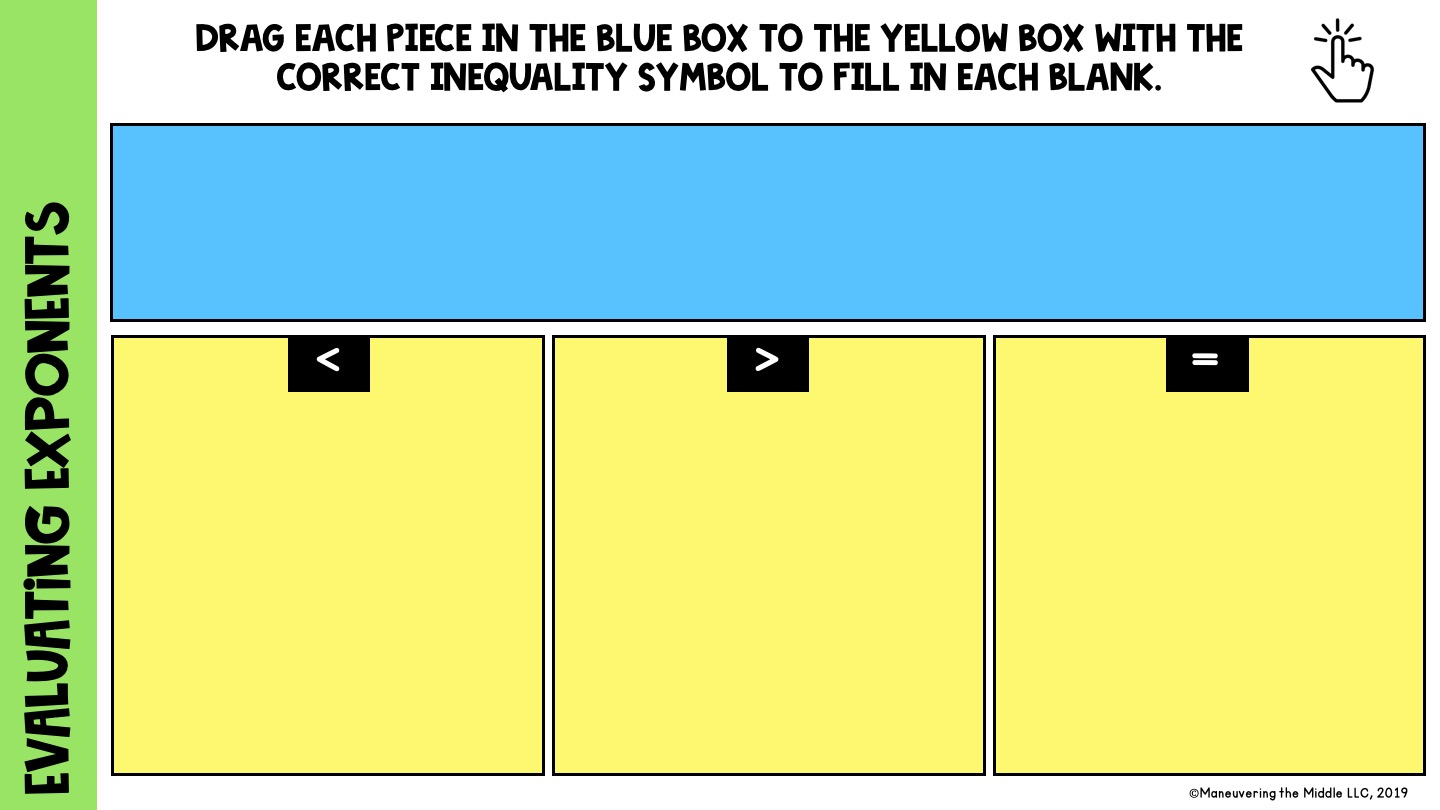 DRAG EACH PIECE IN THE BLUE BOX TO THE YELLOW BOX WITH THE
CORRECT INEQUALITY SYMBOL TO FILL IN EACH BLANK.
EVALUATING EXPONENTS
<
>
=
©Maneuvering the Middle LLC, 2019